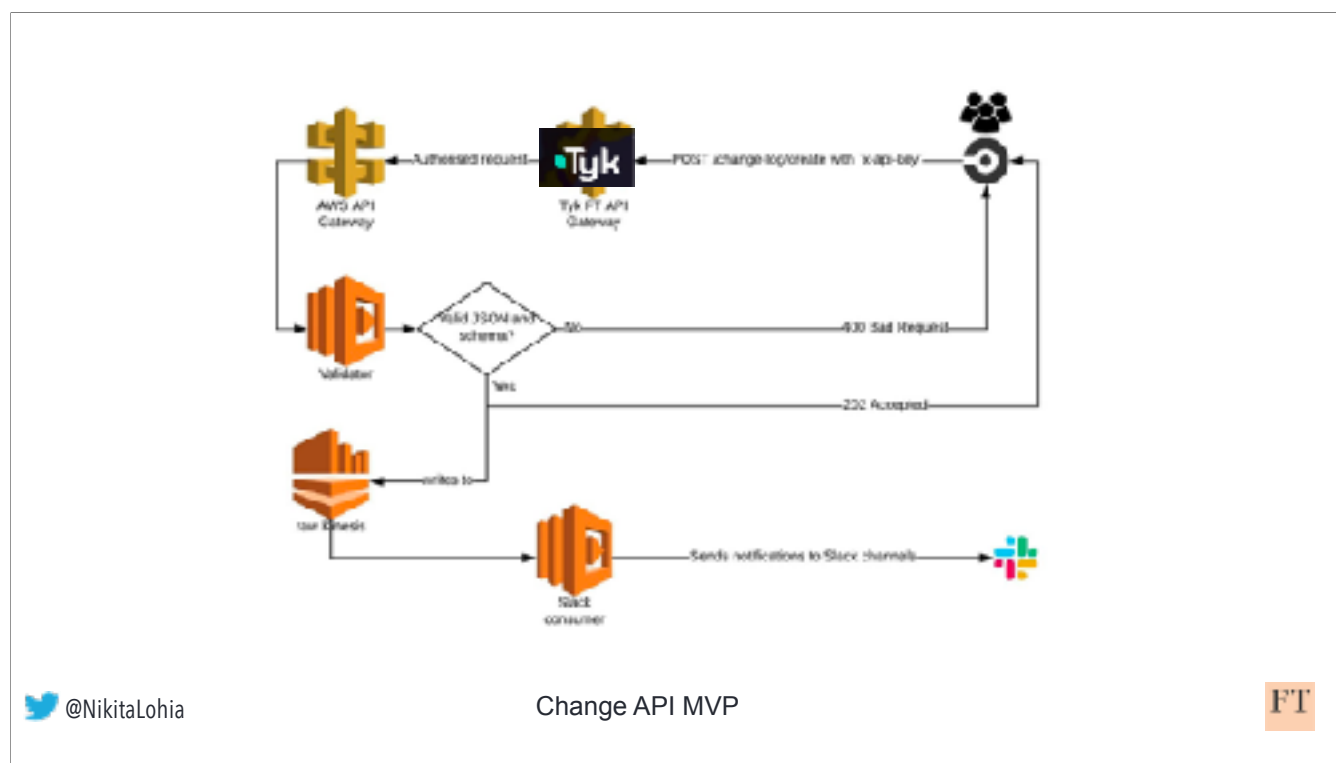 Authorised request
Tyk
POST /change-log/create with x-api-key
AWS API
Gateway
Tyk FT API
Gateway
Valid JSON and
schema?
No
400 Bad Request
Validator
Yes
202 Accepted
writes to
Kinesis
Sends notifications to Slack channels
Slack
consumer
@NikitaLohia
Change API MVP
FT